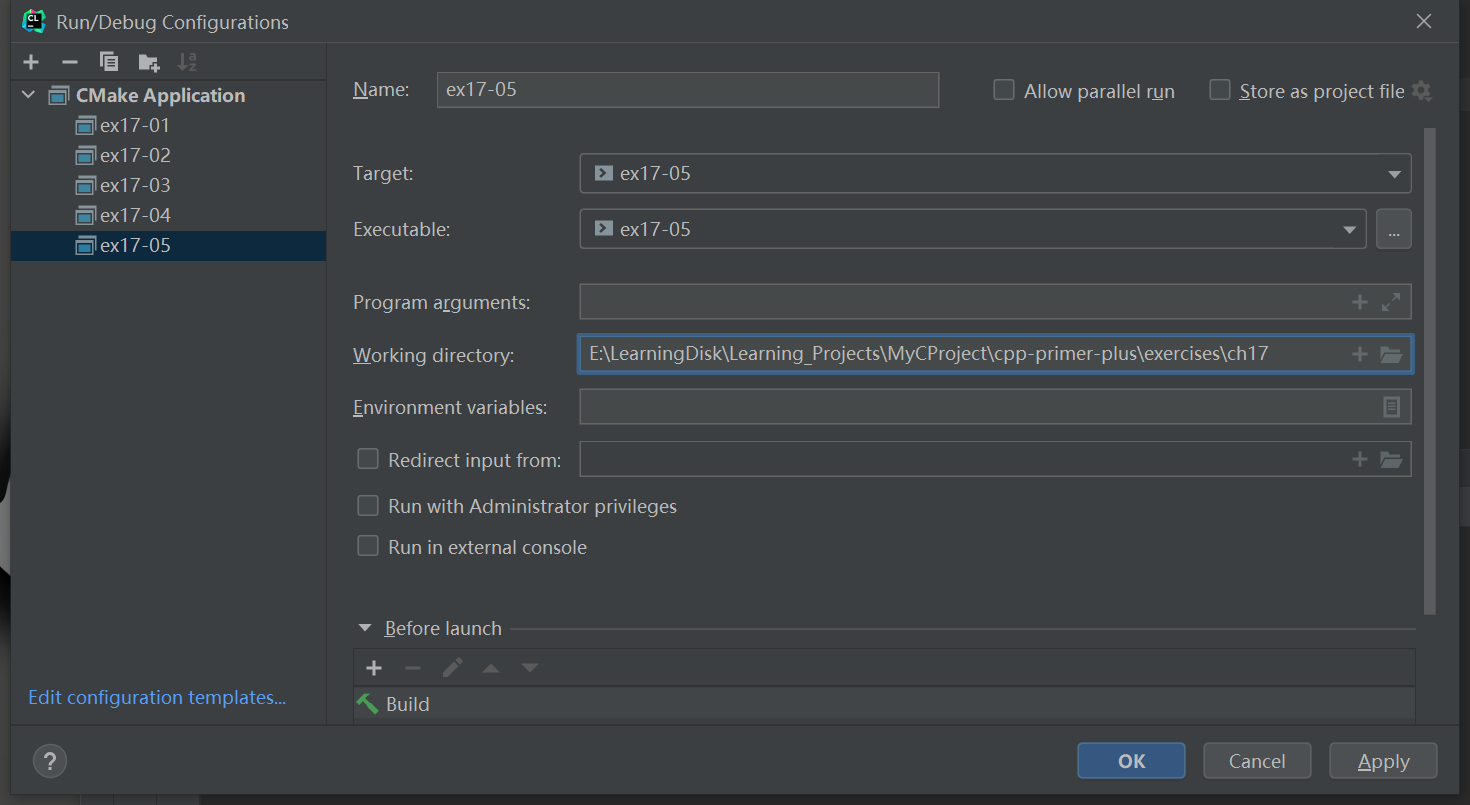 CL
Run/Debug Configurations
CMake Application
ex17-01
ex17-02
ex17-03
ex17-04
ex17-05
Edit configuration templates...
Name: ex17-05 Allow parallel run Store as project file
Target: ex17-05
Executable: ex17-05 ...
Program arguments:
Working directory: E:\LearningDisk\Learning_Projects\MyCProject\cpp-primer-plus\exercises\ch17
Environment variables:
Redirect input from:
Run with Administrator privileges
Run in external console
Before launch
Build
? OK Cancel Apply